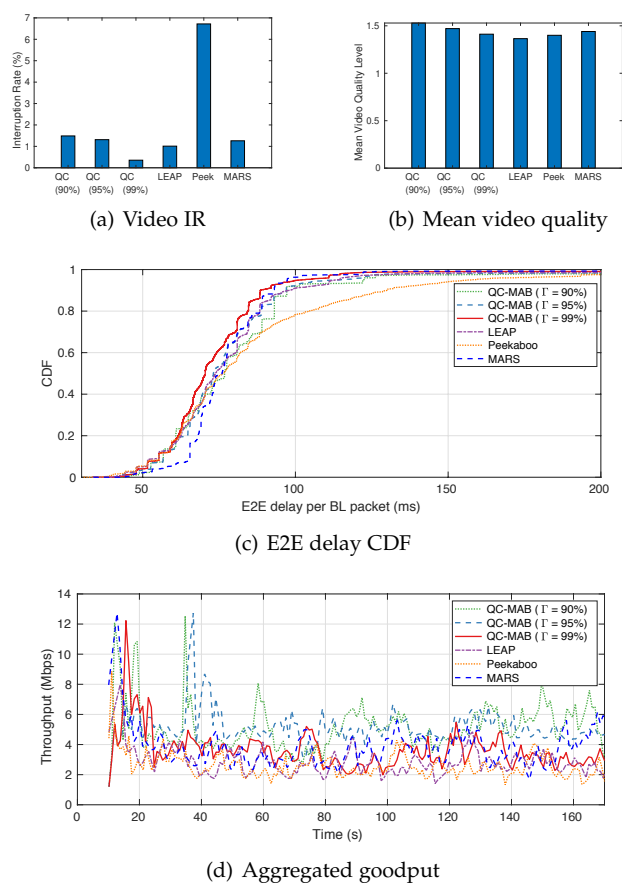 7
6
5
4
3
2
1
0
Interruption Rate (%)
QC QC QC LEAP Peek MARS
(90%) (95%) (99%)
(a) Video IR
1.5
1
0.5
0
Mean Video Quality Level
QC QC QC LEAP Peek MARS
(90%) (95%) (99%)
(b) Mean video quality
1
0.8
0.6
0.4
0.2
0
CDF
QC-MAB ( Γ = 90%)
QC-MAB ( Γ = 95%)
QC-MAB ( Γ = 99%)
LEAP
Peekaboo
MARS
50 100 150 200
E2E delay per BL packet (ms)
(c) E2E delay CDF
14
12
10
8
6
4
2
0
Throughput (Mbps)
QC-MAB ( Γ = 90%)
QC-MAB ( Γ = 95%)
QC-MAB ( Γ = 99%)
LEAP
Peekaboo
MARS
0 20 40 60 80 100 120 140 160
Time (s)
(d) Aggregated goodput